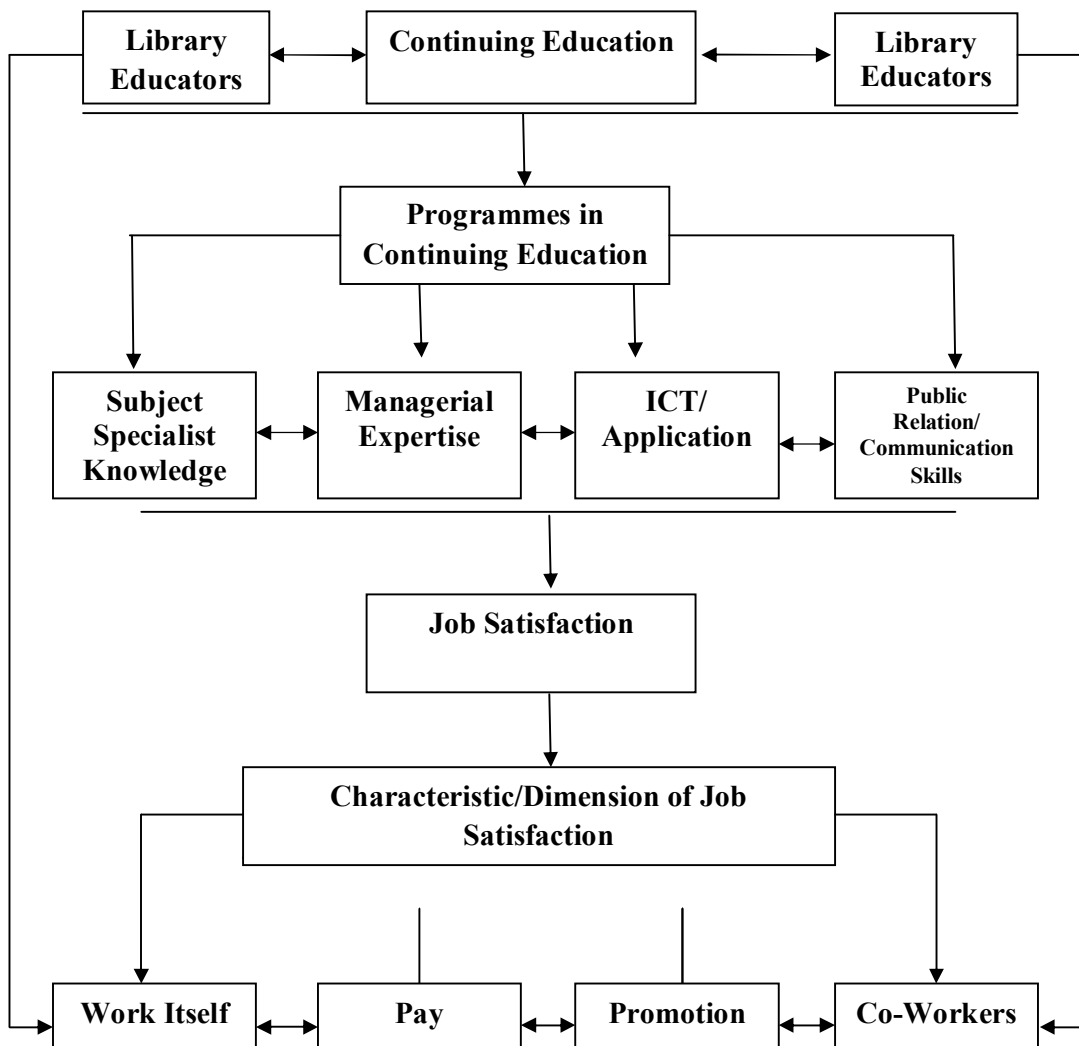 Library
Educators
Continuing Education
Library
Educators
Programmes in
Continuing Education
Subject
Specialist
Knowledge
Managerial
Expertise
ICT/
Application
Public
Relation/
Communication
Skills
Job Satisfaction
Characteristic/Dimension of Job
Satisfaction
Work Itself
Pay
Promotion
Co-Workers